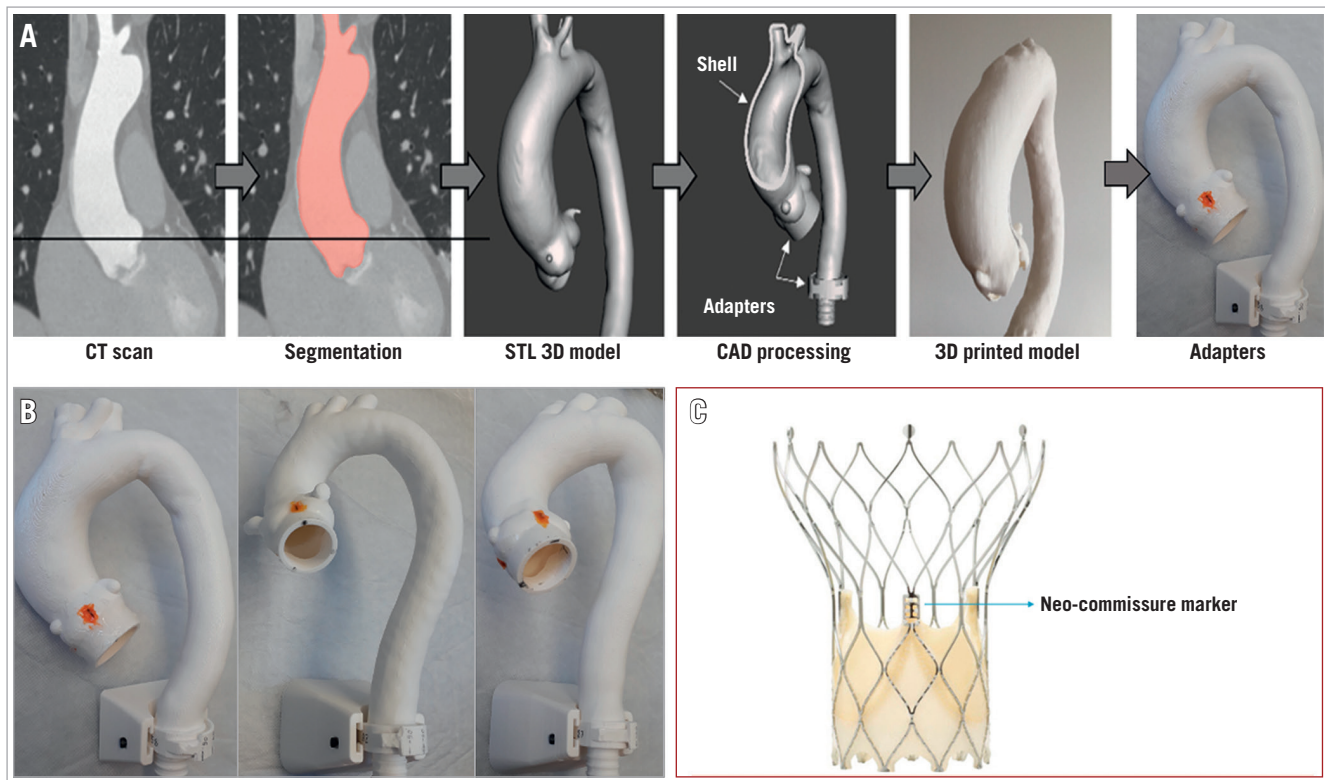 A
Shell
Adapters
CT scan
Segmentation
STL 3D model
CAD processing
3D printed model
Adapters
B
C
Neo-commissure marker